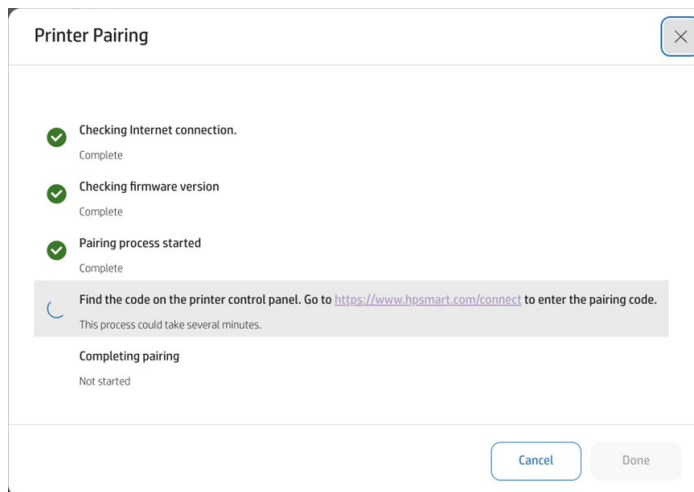 Printer Pairing
Checking Internet connection.
Complete
Checking firmware version
Complete
Pairing process started
Complete
Find the code on the printer control panel. Go to https://www.hpsmart.com/connect to enter the pairing code.
This process could take several minutes.
Completing pairing
Not started
Cancel
Done